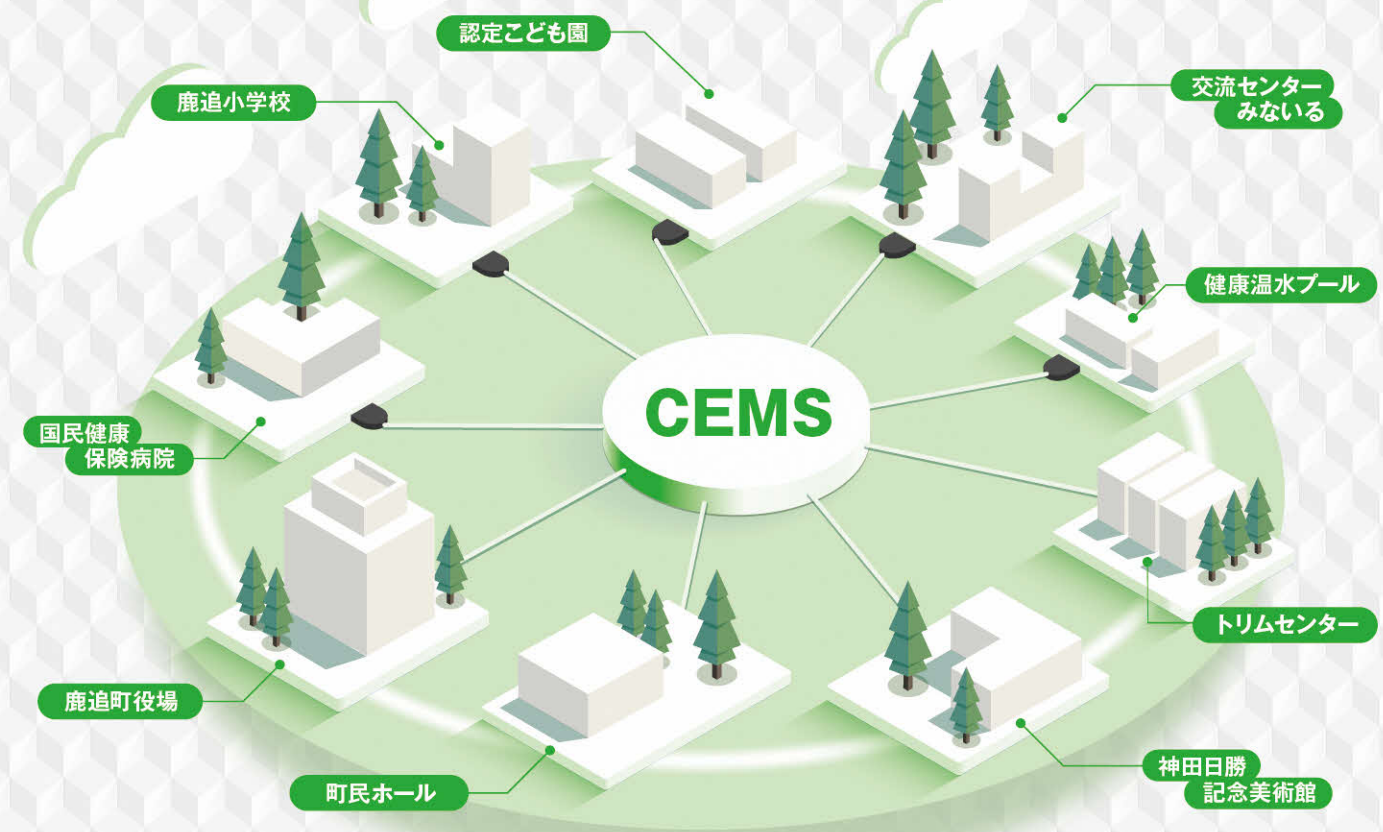 認定こども園
鹿追小学校
交流センター
みないる
健康温水プール
CEMS
国民健康
保険病院
トリムセンター
鹿追町役場
町民ホール
神田日勝
記念美術館